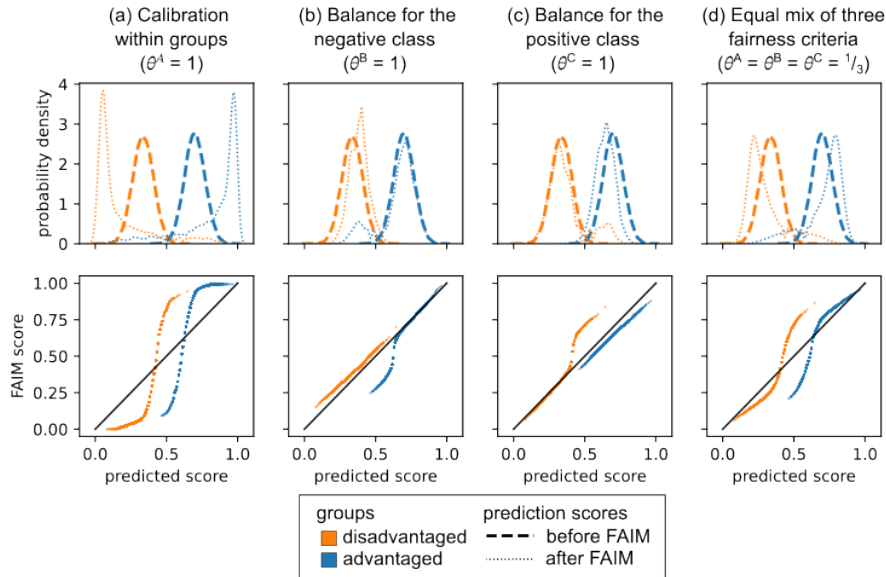 (a) Calibration within groups (θᴬ = 1)
(b) Balance for the negative class (θᴮ = 1)
(c) Balance for the positive class (θᶜ = 1)
(d) Equal mix of three fairness criteria (θᴬ = θᴮ = θᶜ = ¹/₃)
probability density
4
3
2
1
0
FAIM score
1.00
0.75
0.50
0.25
0.00
0.0 0.5 1.0
0.0 0.5 1.0
0.0 0.5 1.0
0.0 0.5 1.0
predicted score
predicted score
predicted score
predicted score
groups
disadvantaged
advantaged
prediction scores
before FAIM
after FAIM